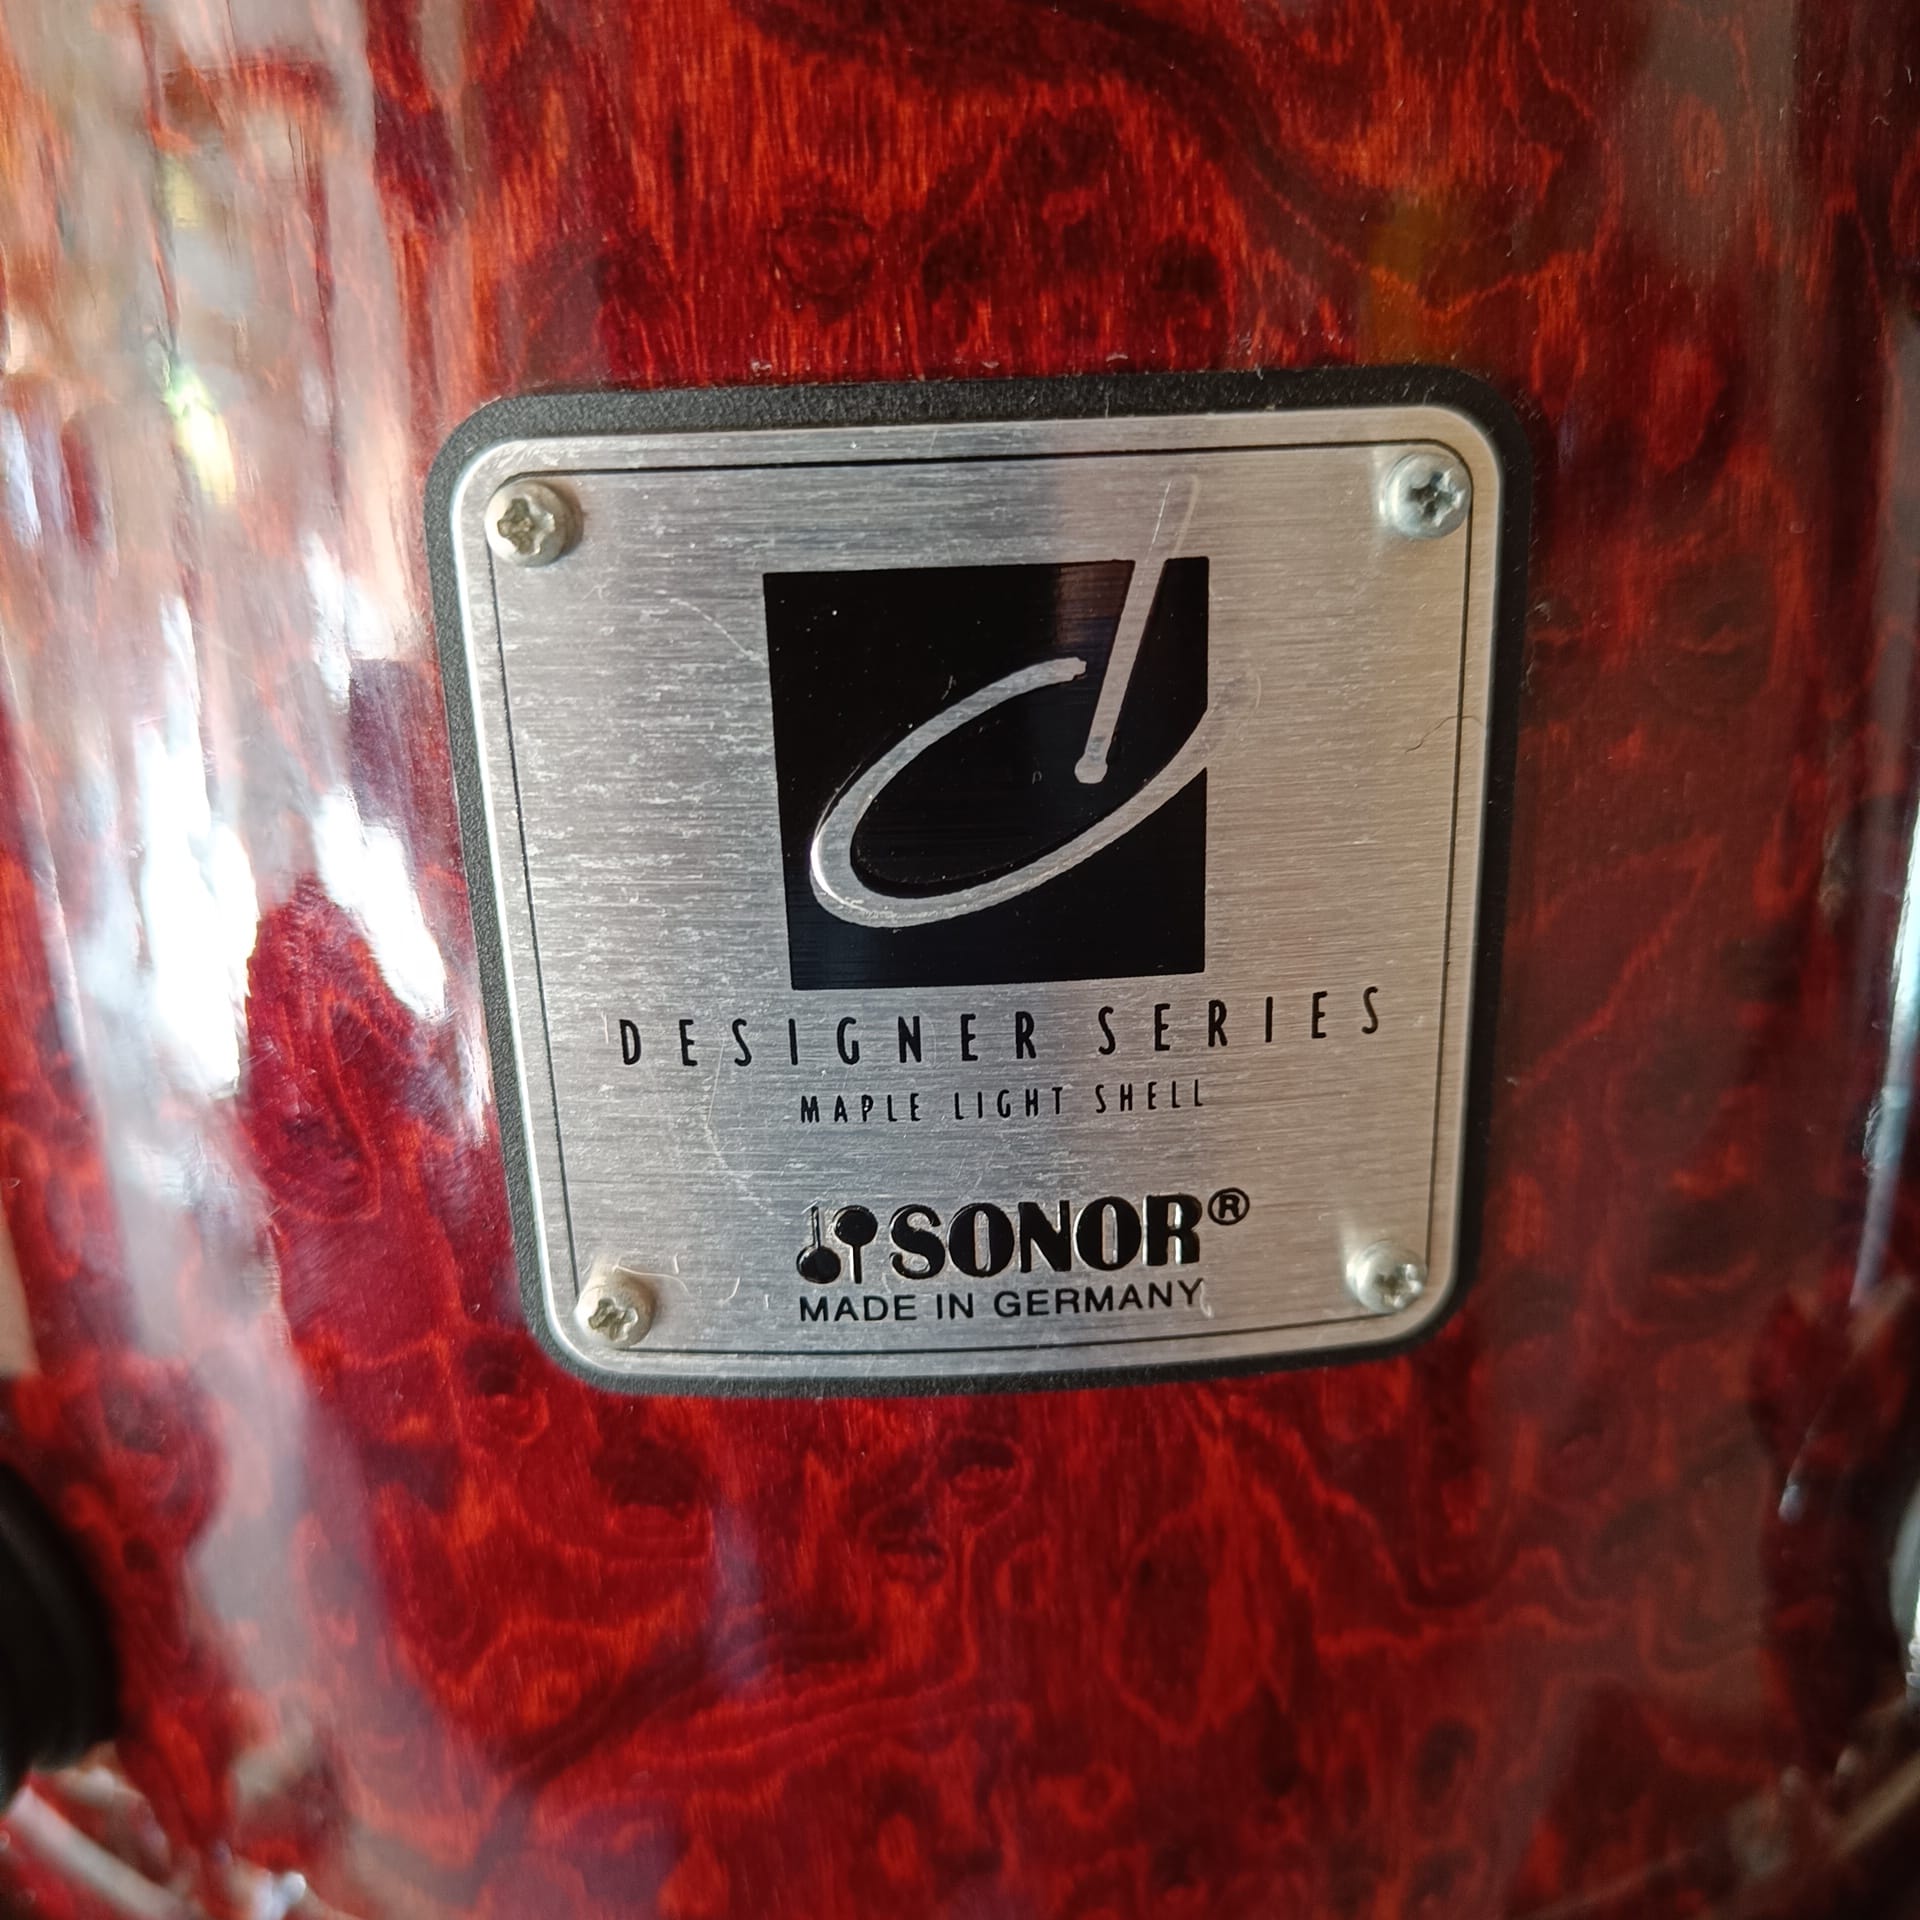 DESIGNER SERIES
MAPLE LIGHT SHELL
SONOR®
MADE IN GERMANY